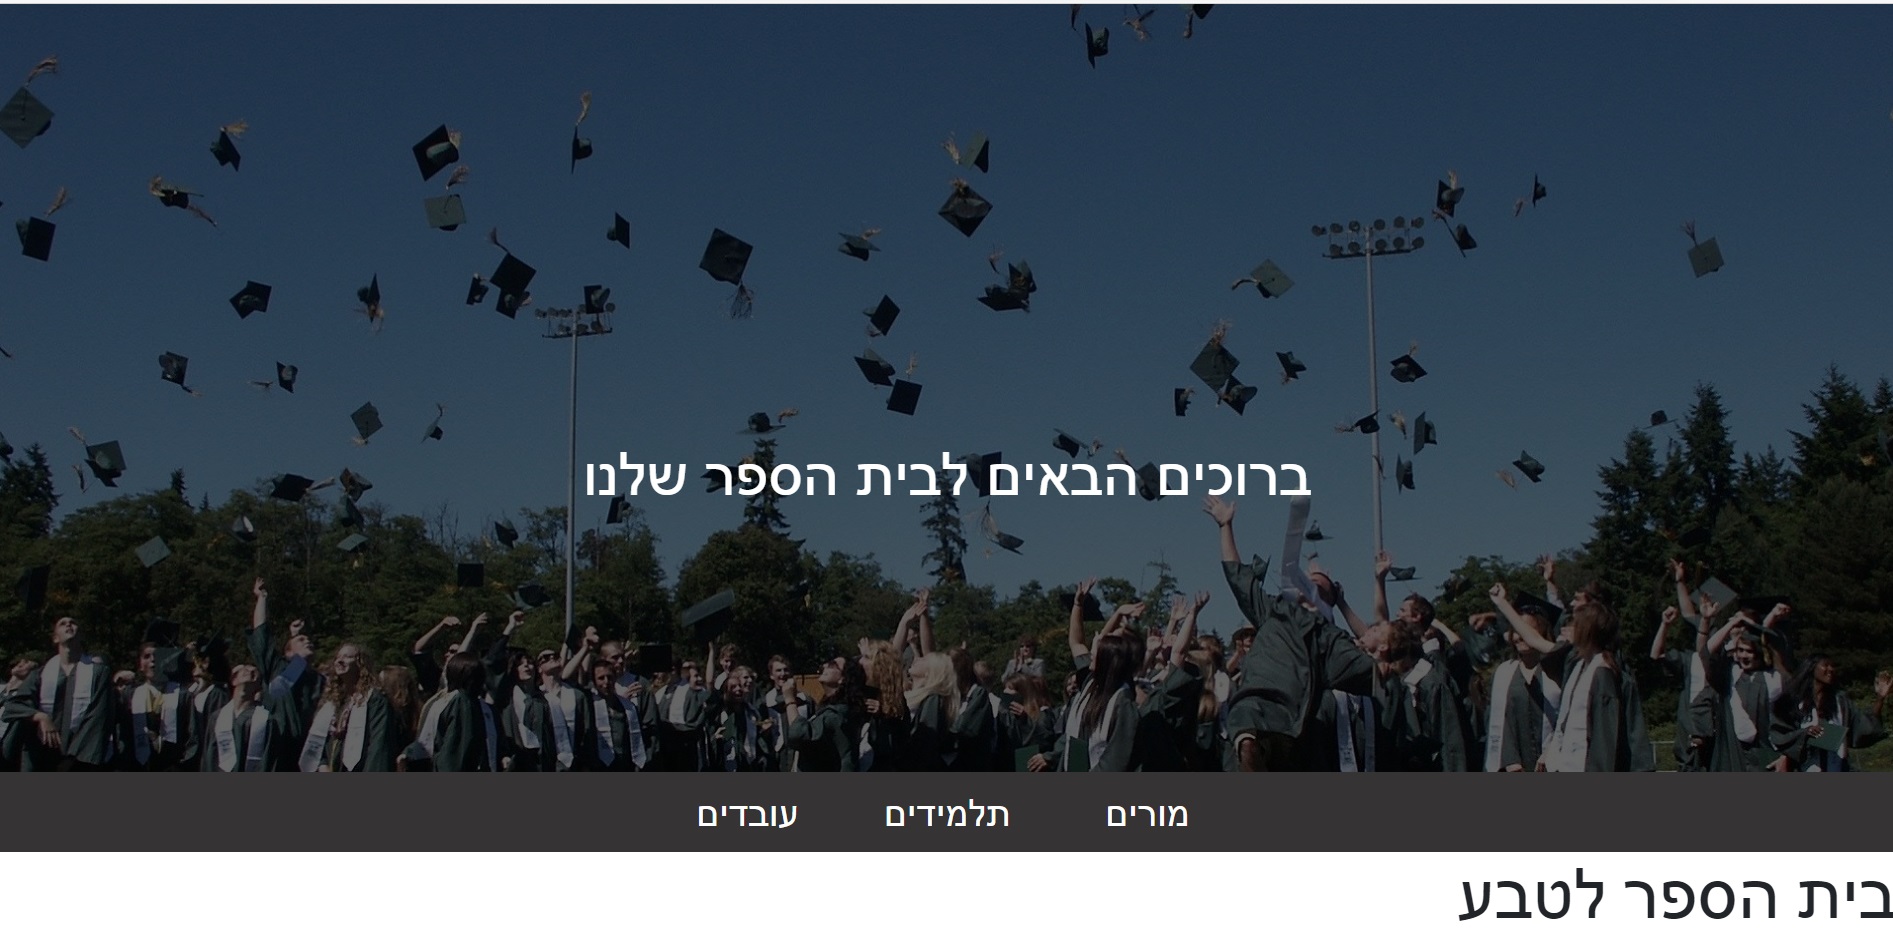 ברוכים הבאים לבית הספר שלנו
מורים תלמידים עובדים
בית הספר לטבע